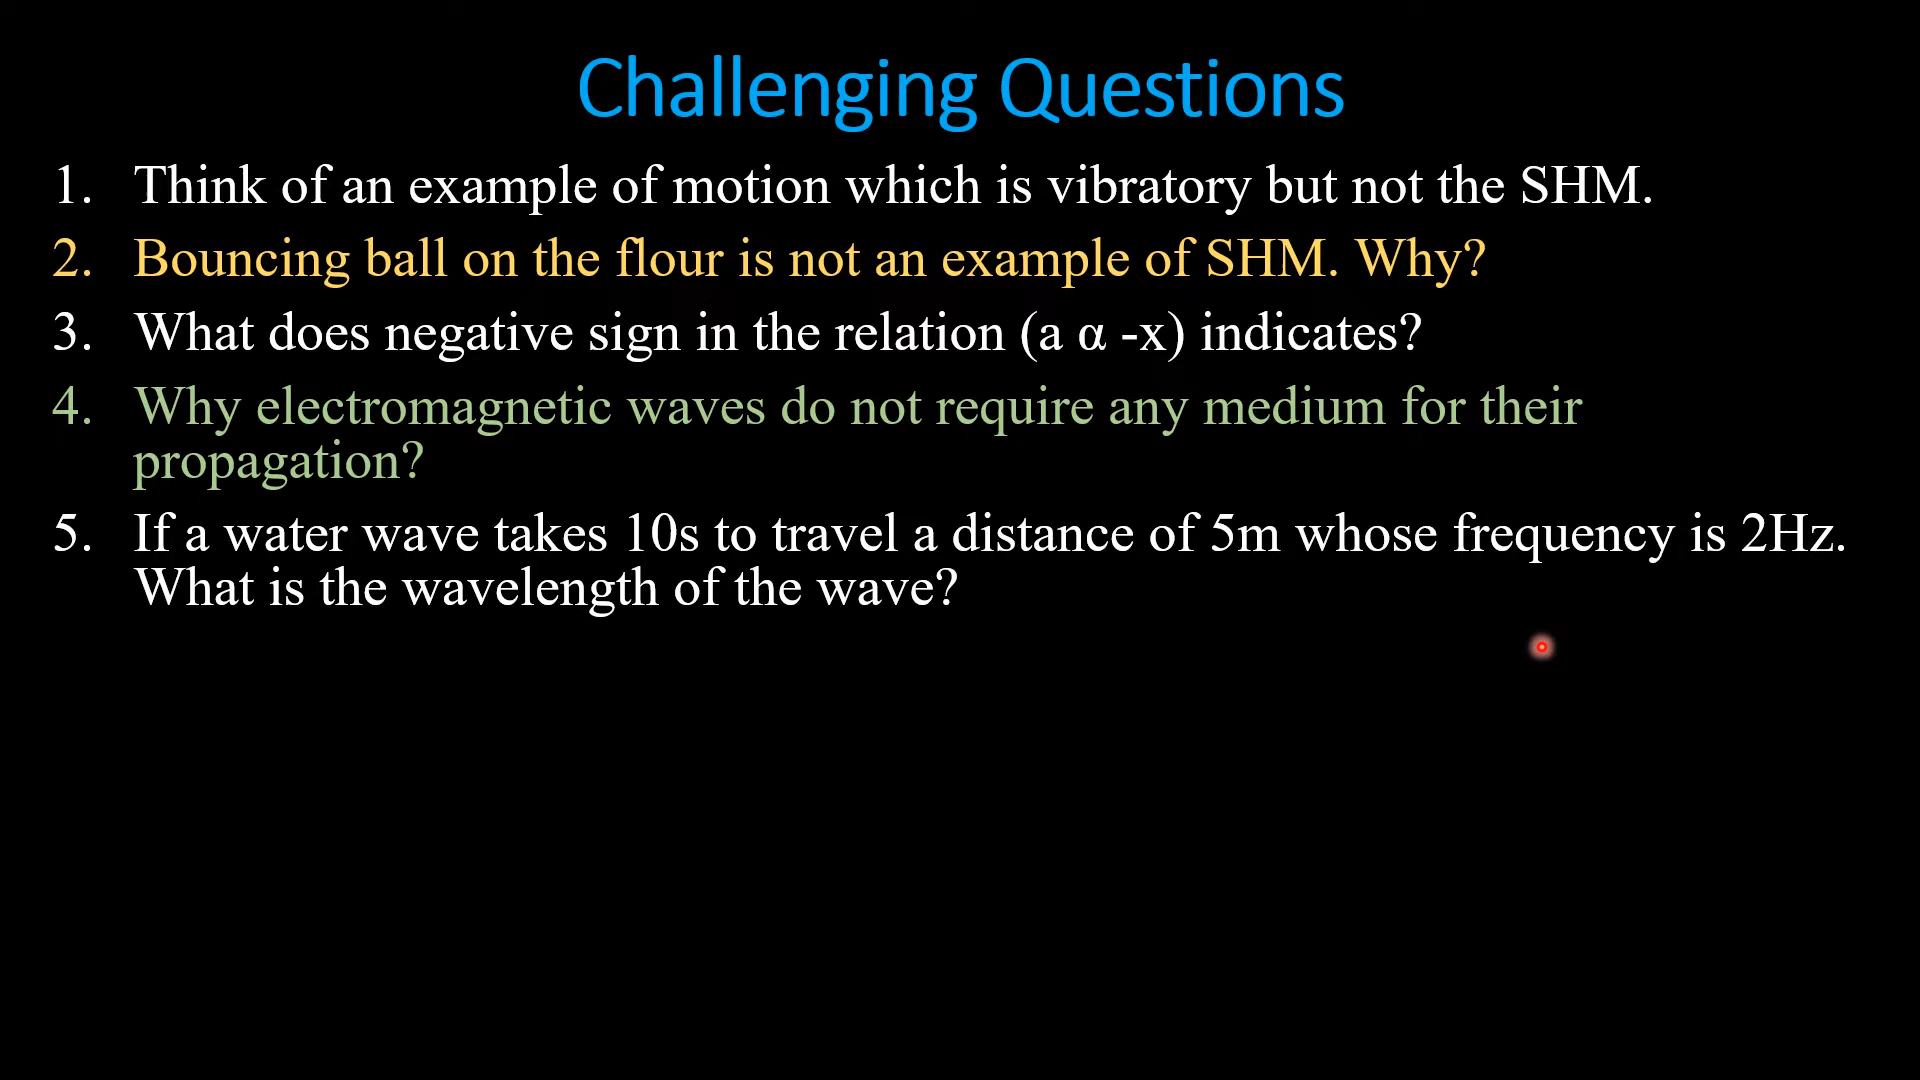 Challenging Questions
1. Think of an example of motion which is vibratory but not the SHM.
2. Bouncing ball on the flour is not an example of SHM. Why?
3. What does negative sign in the relation (a α -x) indicates?
4. Why electromagnetic waves do not require any medium for their
propagation?
5. If a water wave takes 10s to travel a distance of 5m whose frequency is 2Hz.
What is the wavelength of the wave?